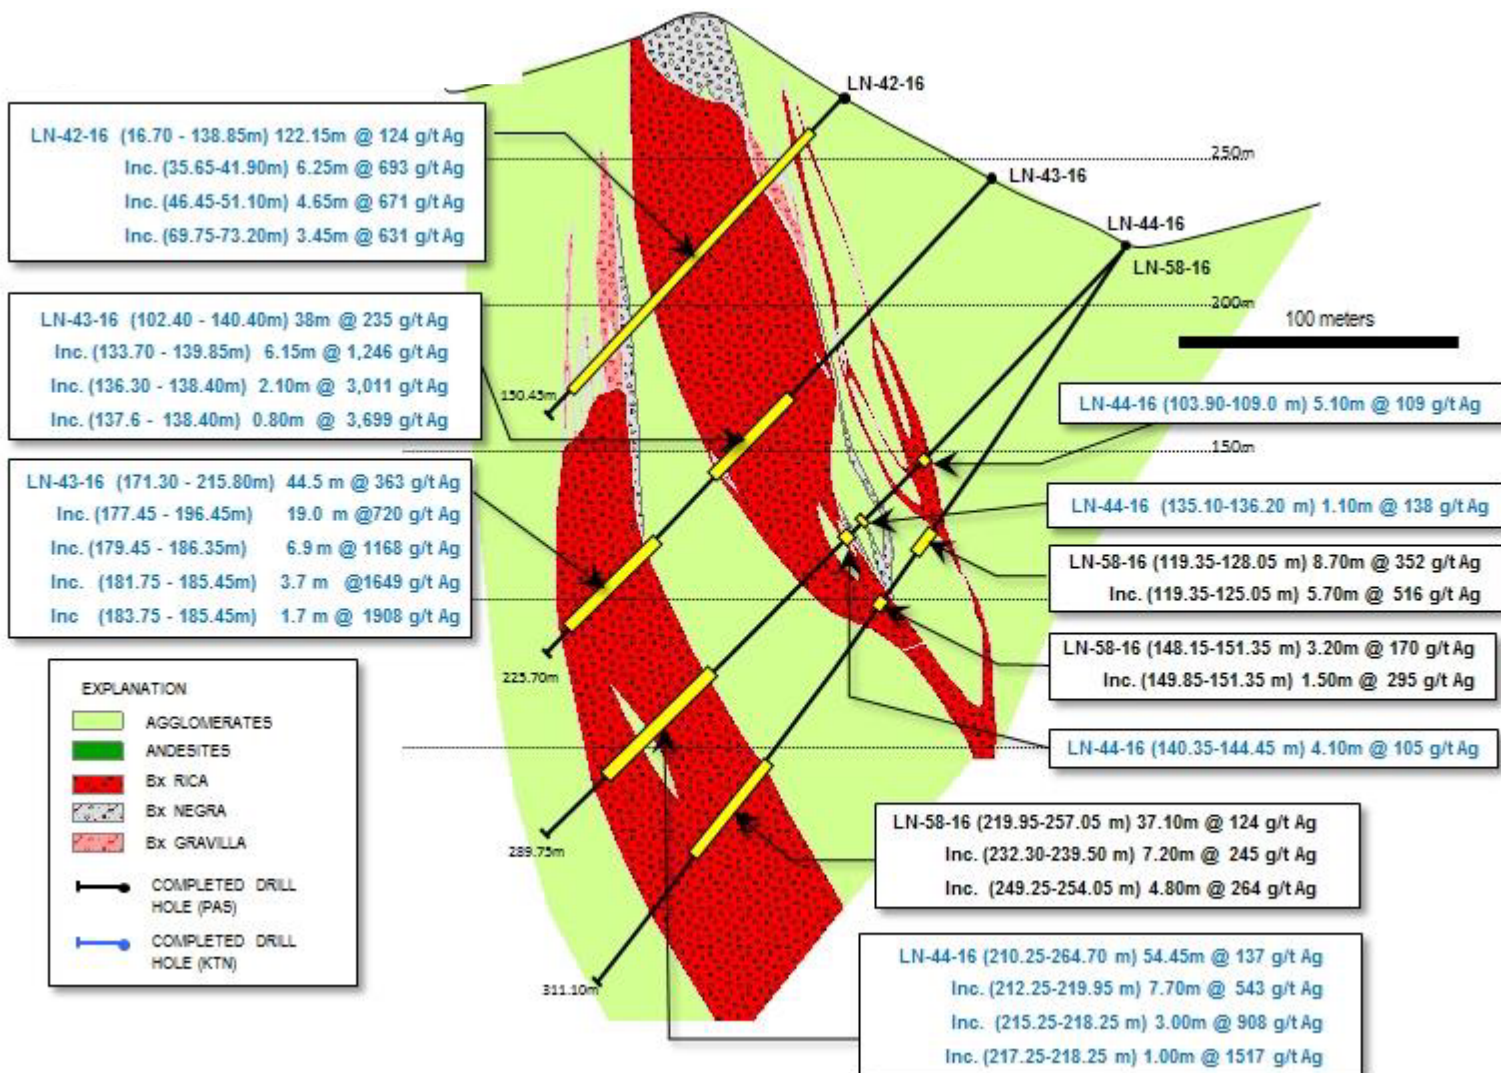 LN-42-16
LN-42-16 (16.70 - 138.85m) 122.15m @ 124 g/t Ag
Inc. (35.65-41.90m) 6.25m @ 693 g/t Ag
Inc. (46.45-51.10m) 4.65m @ 671 g/t Ag
Inc. (69.75-73.20m) 3.45m @ 631 g/t Ag
250m
LN-43-16
LN-44-16
LN-58-16
200m
100 meters
LN-43-16 (102.40 - 140.40m) 38m @ 235 g/t Ag
Inc. (133.70 - 139.85m) 6.15m @ 1,246 g/t Ag
Inc. (136.30 - 138.40m) 2.10m @ 3,011 g/t Ag
Inc. (137.6 - 138.40m) 0.80m @ 3,699 g/t Ag
150.45m
LN-44-16 (103.90-109.0 m) 5.10m @ 109 g/t Ag
150m
LN-43-16 (171.30 - 215.80m) 44.5 m @ 363 g/t Ag
Inc. (177.45 - 196.45m) 19.0 m @720 g/t Ag
Inc. (179.45 - 186.35m) 6.9 m @ 1168 g/t Ag
Inc. (181.75 - 185.45m) 3.7 m @1649 g/t Ag
Inc (183.75 - 185.45m) 1.7 m @ 1908 g/t Ag
LN-44-16 (135.10-136.20 m) 1.10m @ 138 g/t Ag
LN-58-16 (119.35-128.05 m) 8.70m @ 352 g/t Ag
Inc. (119.35-125.05 m) 5.70m @ 516 g/t Ag
LN-58-16 (148.15-151.35 m) 3.20m @ 170 g/t Ag
Inc. (149.85-151.35 m) 1.50m @ 295 g/t Ag
225.70m
LN-44-16 (140.35-144.45 m) 4.10m @ 105 g/t Ag
EXPLANATION
AGGLOMERATES
ANDESITES
Bx RICA
Bx NEGRA
Bx GRAVILLA
COMPLETED DRILL
HOLE (PAS)
COMPLETED DRILL
HOLE (KTN)
289.75m
LN-58-16 (219.95-257.05 m) 37.10m @ 124 g/t Ag
Inc. (232.30-239.50 m) 7.20m @ 245 g/t Ag
Inc. (249.25-254.05 m) 4.80m @ 264 g/t Ag
311.10m
LN-44-16 (210.25-264.70 m) 54.45m @ 137 g/t Ag
Inc. (212.25-219.95 m) 7.70m @ 543 g/t Ag
Inc. (215.25-218.25 m) 3.00m @ 908 g/t Ag
Inc. (217.25-218.25 m) 1.00m @ 1517 g/t Ag